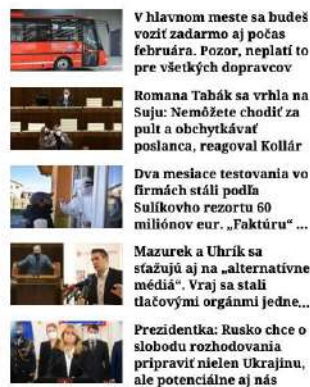 V hlavnom meste sa budeš
voziť zadarmo aj počas
februára. Pozor, neplatí to
pre všetkých dopravcov
Romana Tabák sa vrhla na
Suju: Nemôžete chodiť za
pult a obchytkávať
poslanca, reagoval Kollár
Dva mesiace testovania vo
firmách stáli podľa
Sulíkovho rezortu 60
miliónov eur. „Faktúru“ ...
Mazurek a Uhrík sa
sťažujú aj na „alternatívne
médiá“. Vraj sa stali
tlačovými orgánmi jedne...
Prezidentka: Rusko chce o
slobodu rozhodovania
pripraviť nielen Ukrajinu,
ale potenciálne aj nás